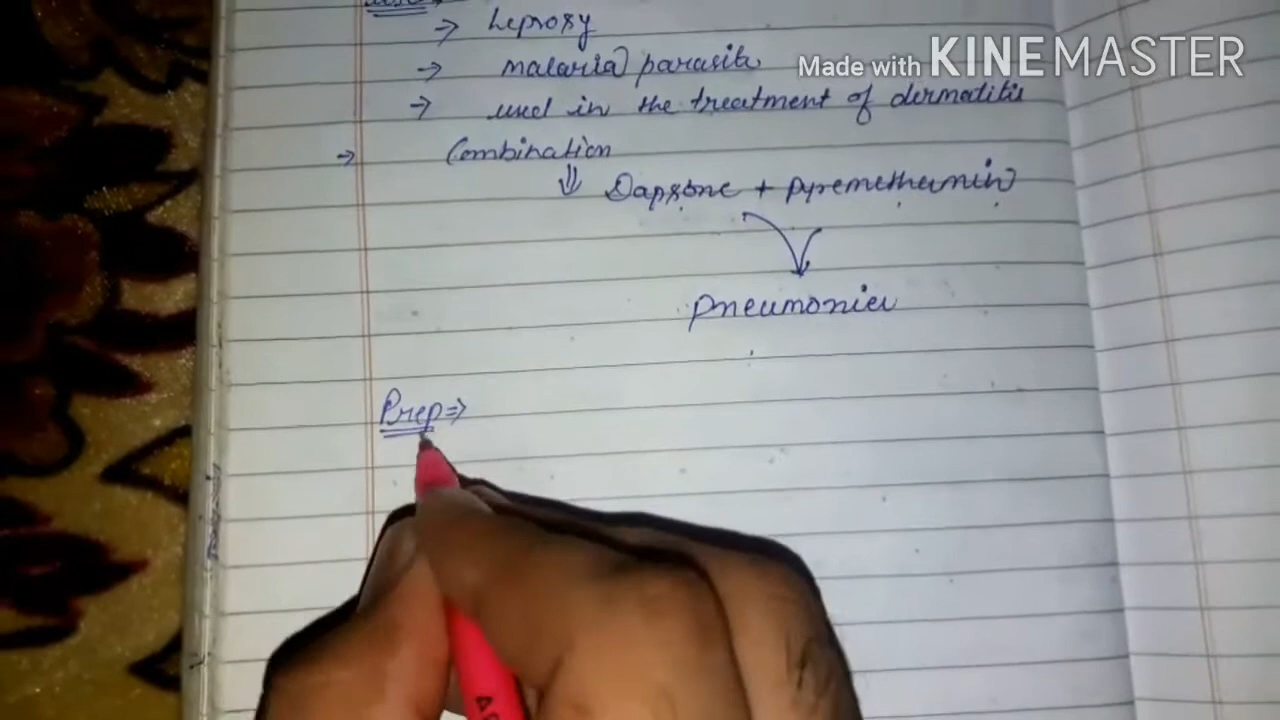 → Leprosy
→ malaria parasite
→ used in the treatment of dermatitis
→ Combination
⇓ Dapsone + pyremethamin
pneumonia
Prep ⇒
Made with KINEMASTER